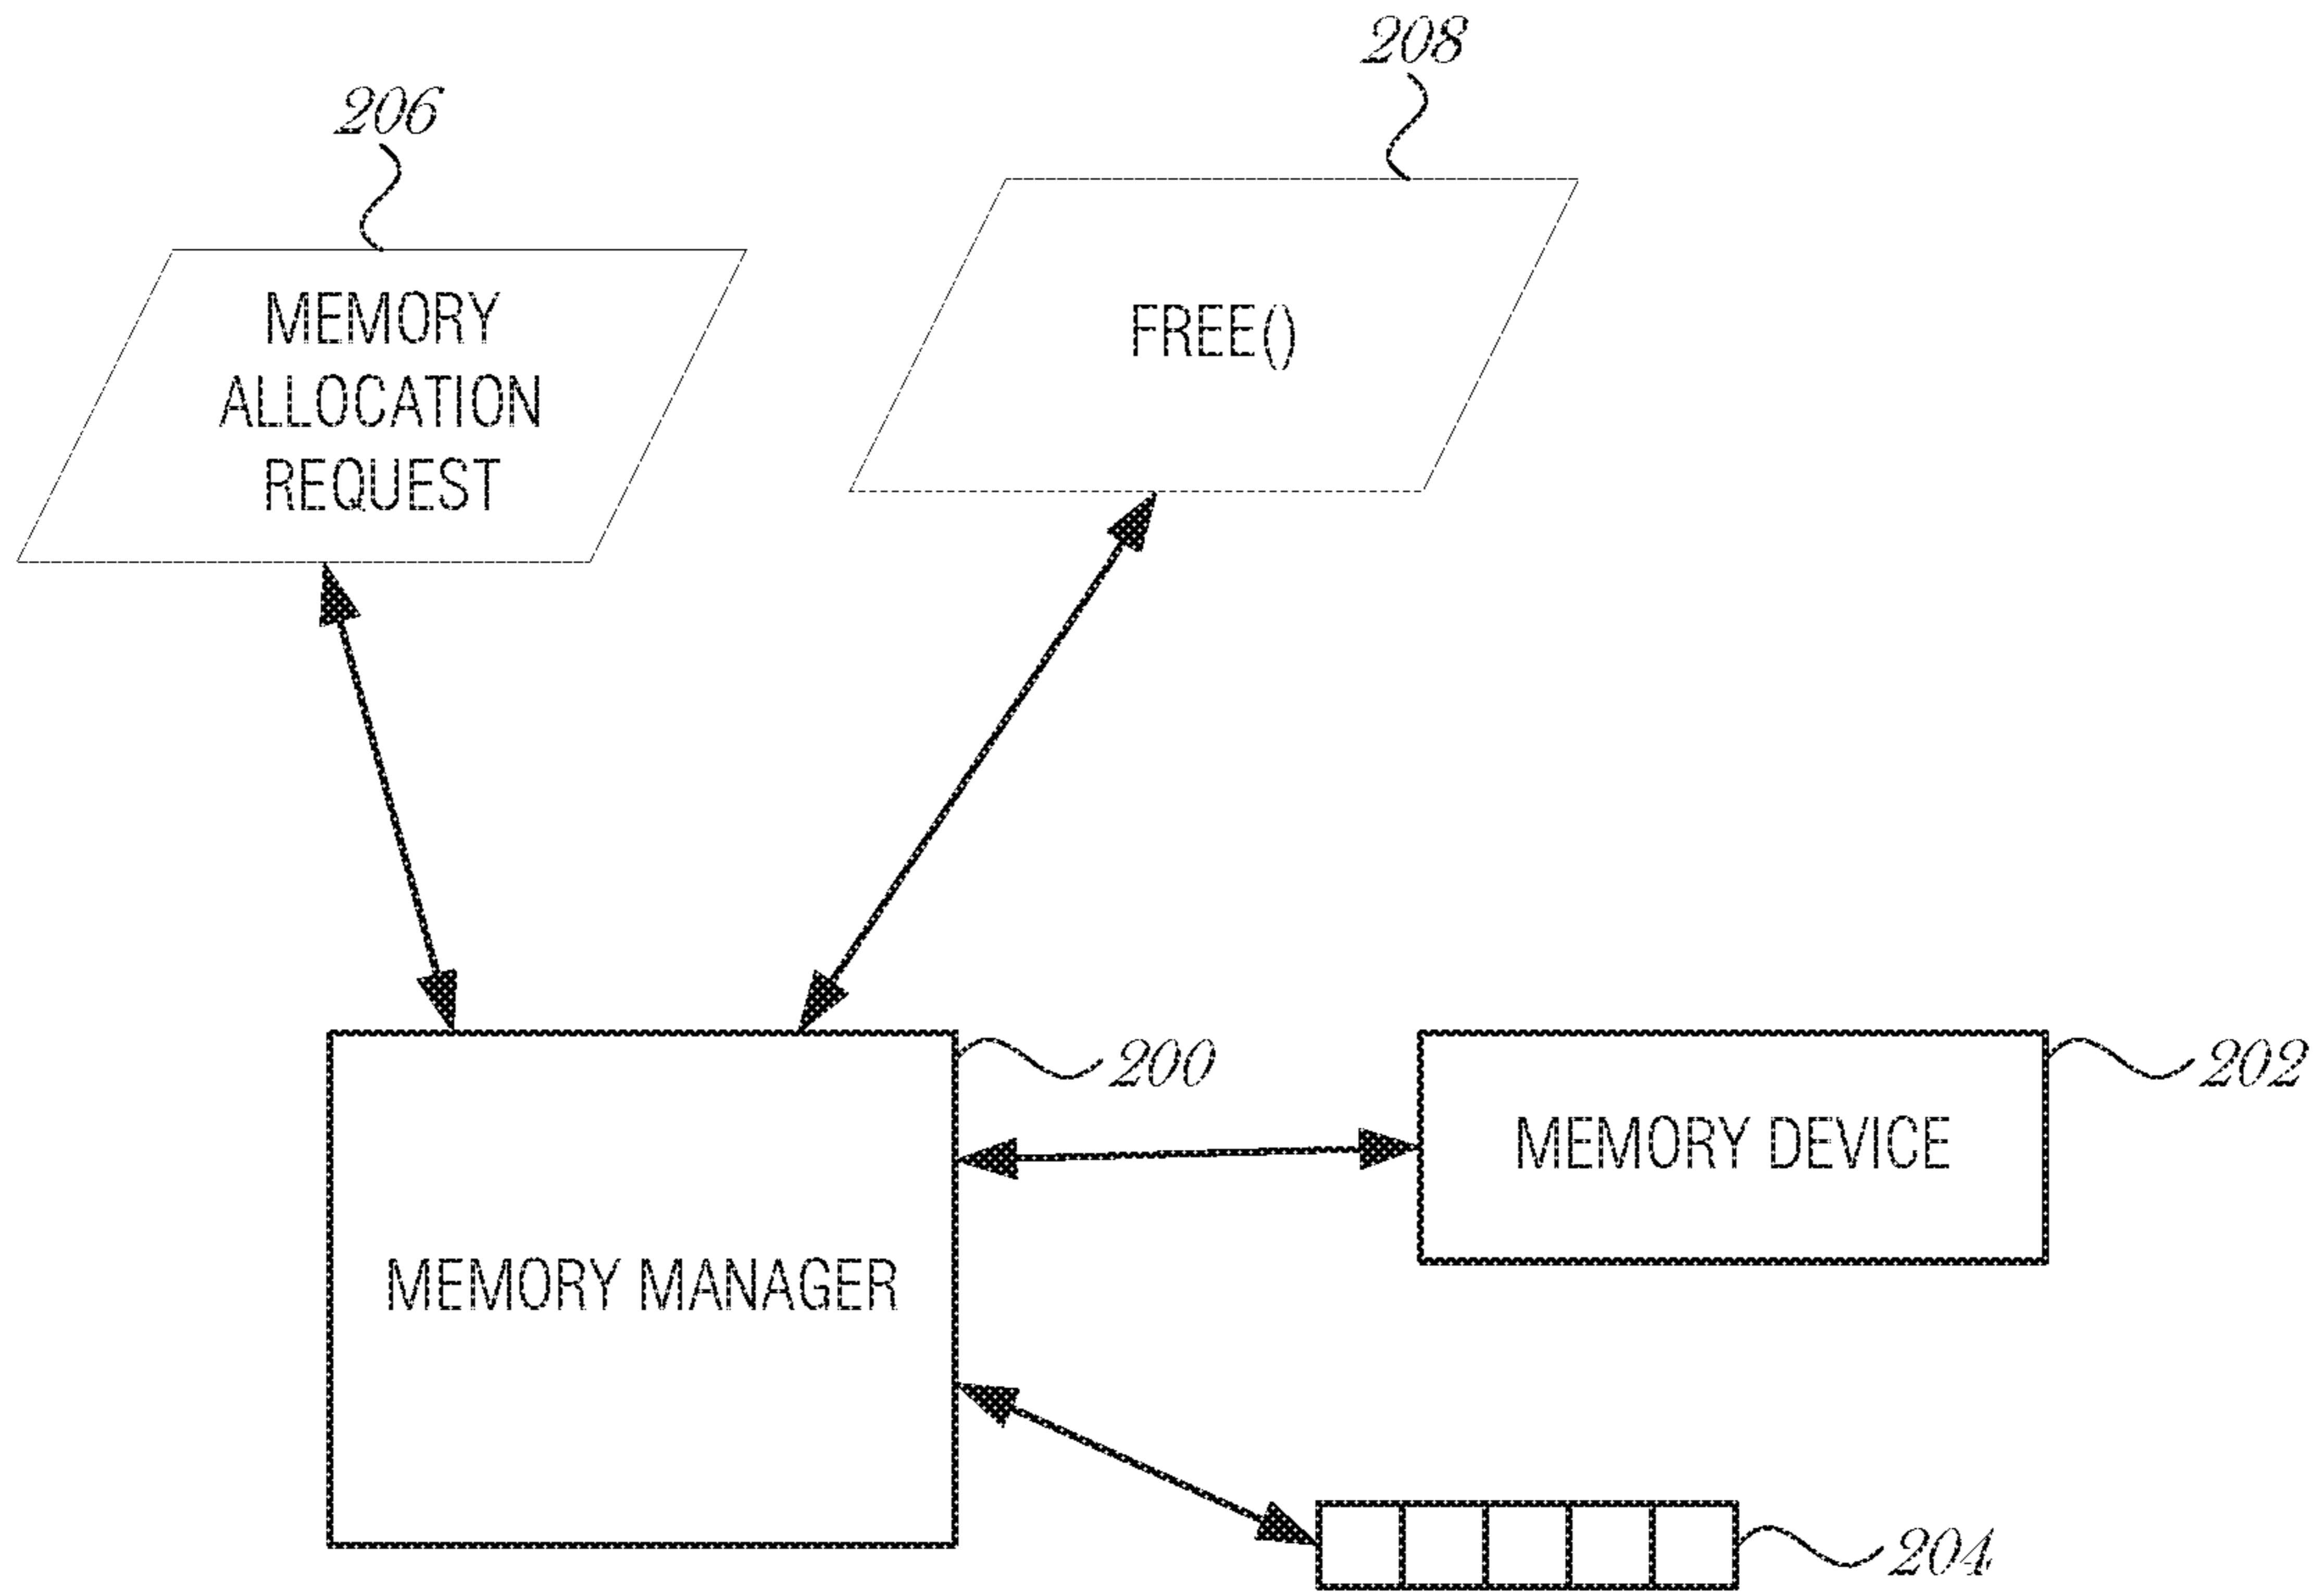 208
206
MEMORY
ALLOCATION
REQUEST
FREE()
200
202
MEMORY DEVICE
MEMORY MANAGER
204